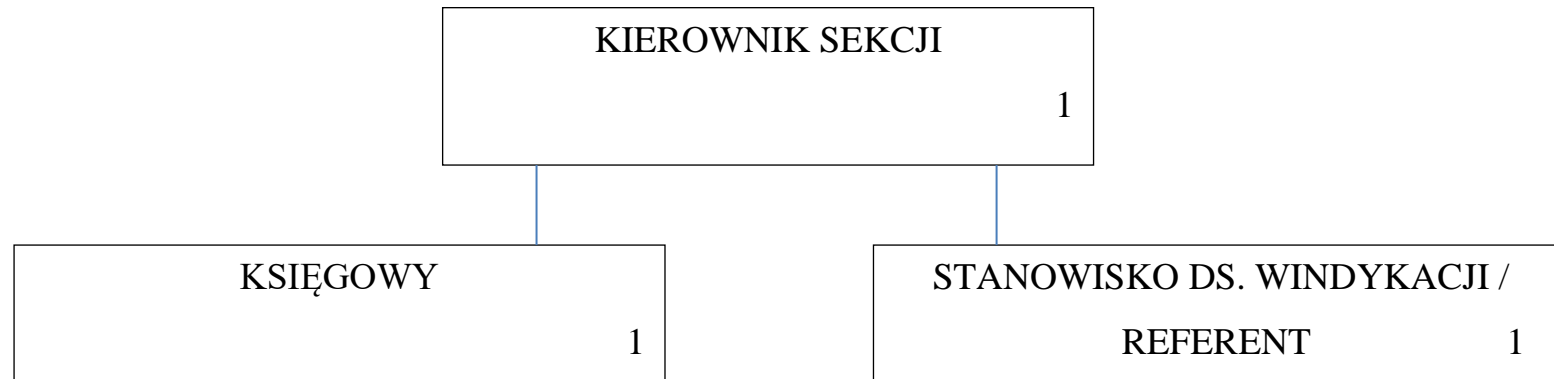 KIEROWNIK SEKCJI
1
KSIĘGOWY
1
STANOWISKO DS. WINDYKACJI /
REFERENT 1